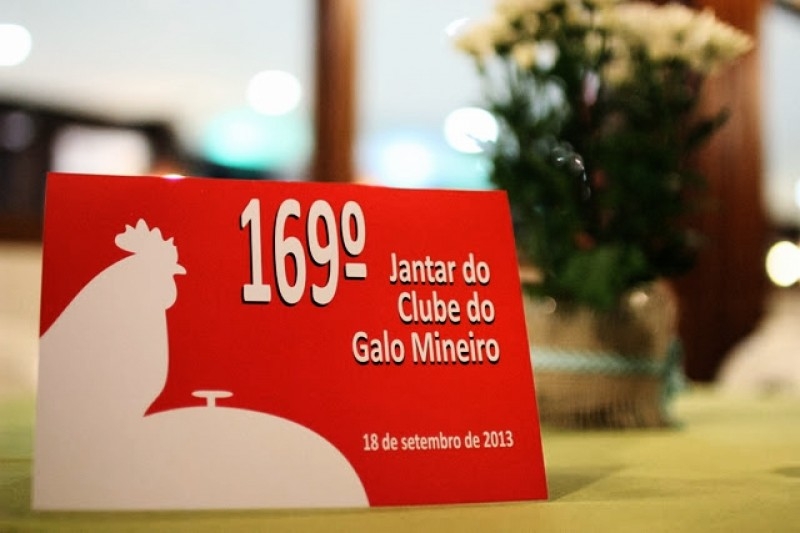 169º
Jantar do
Clube do
Galo Mineiro
18 de setembro de 2013